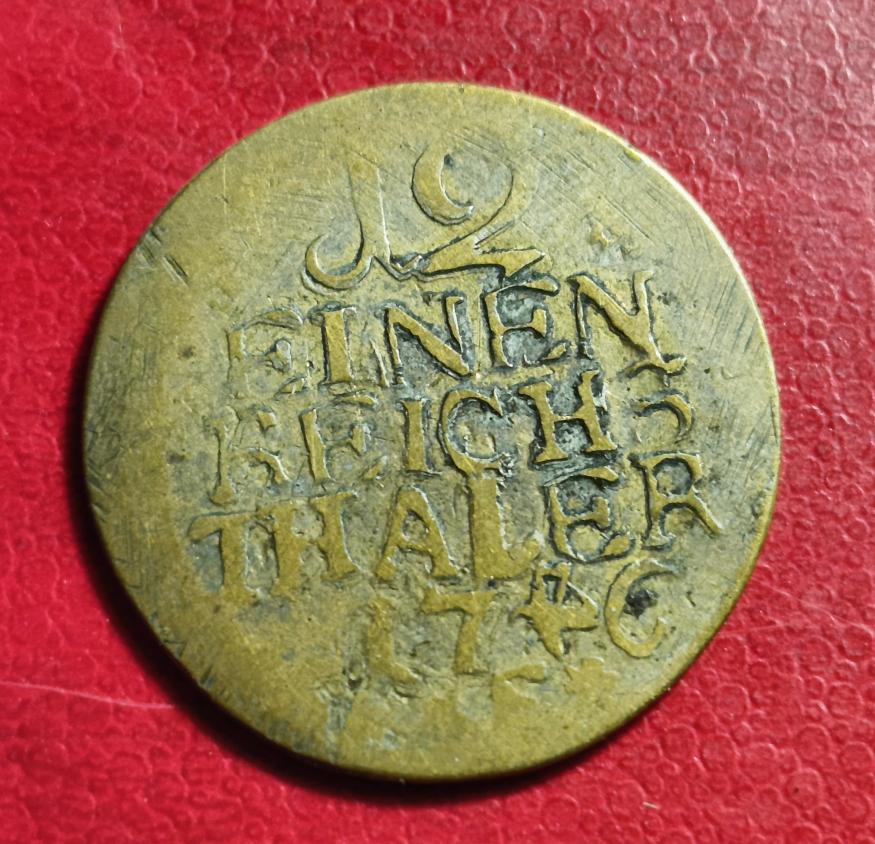 12
EINEN
REICHS
THALER